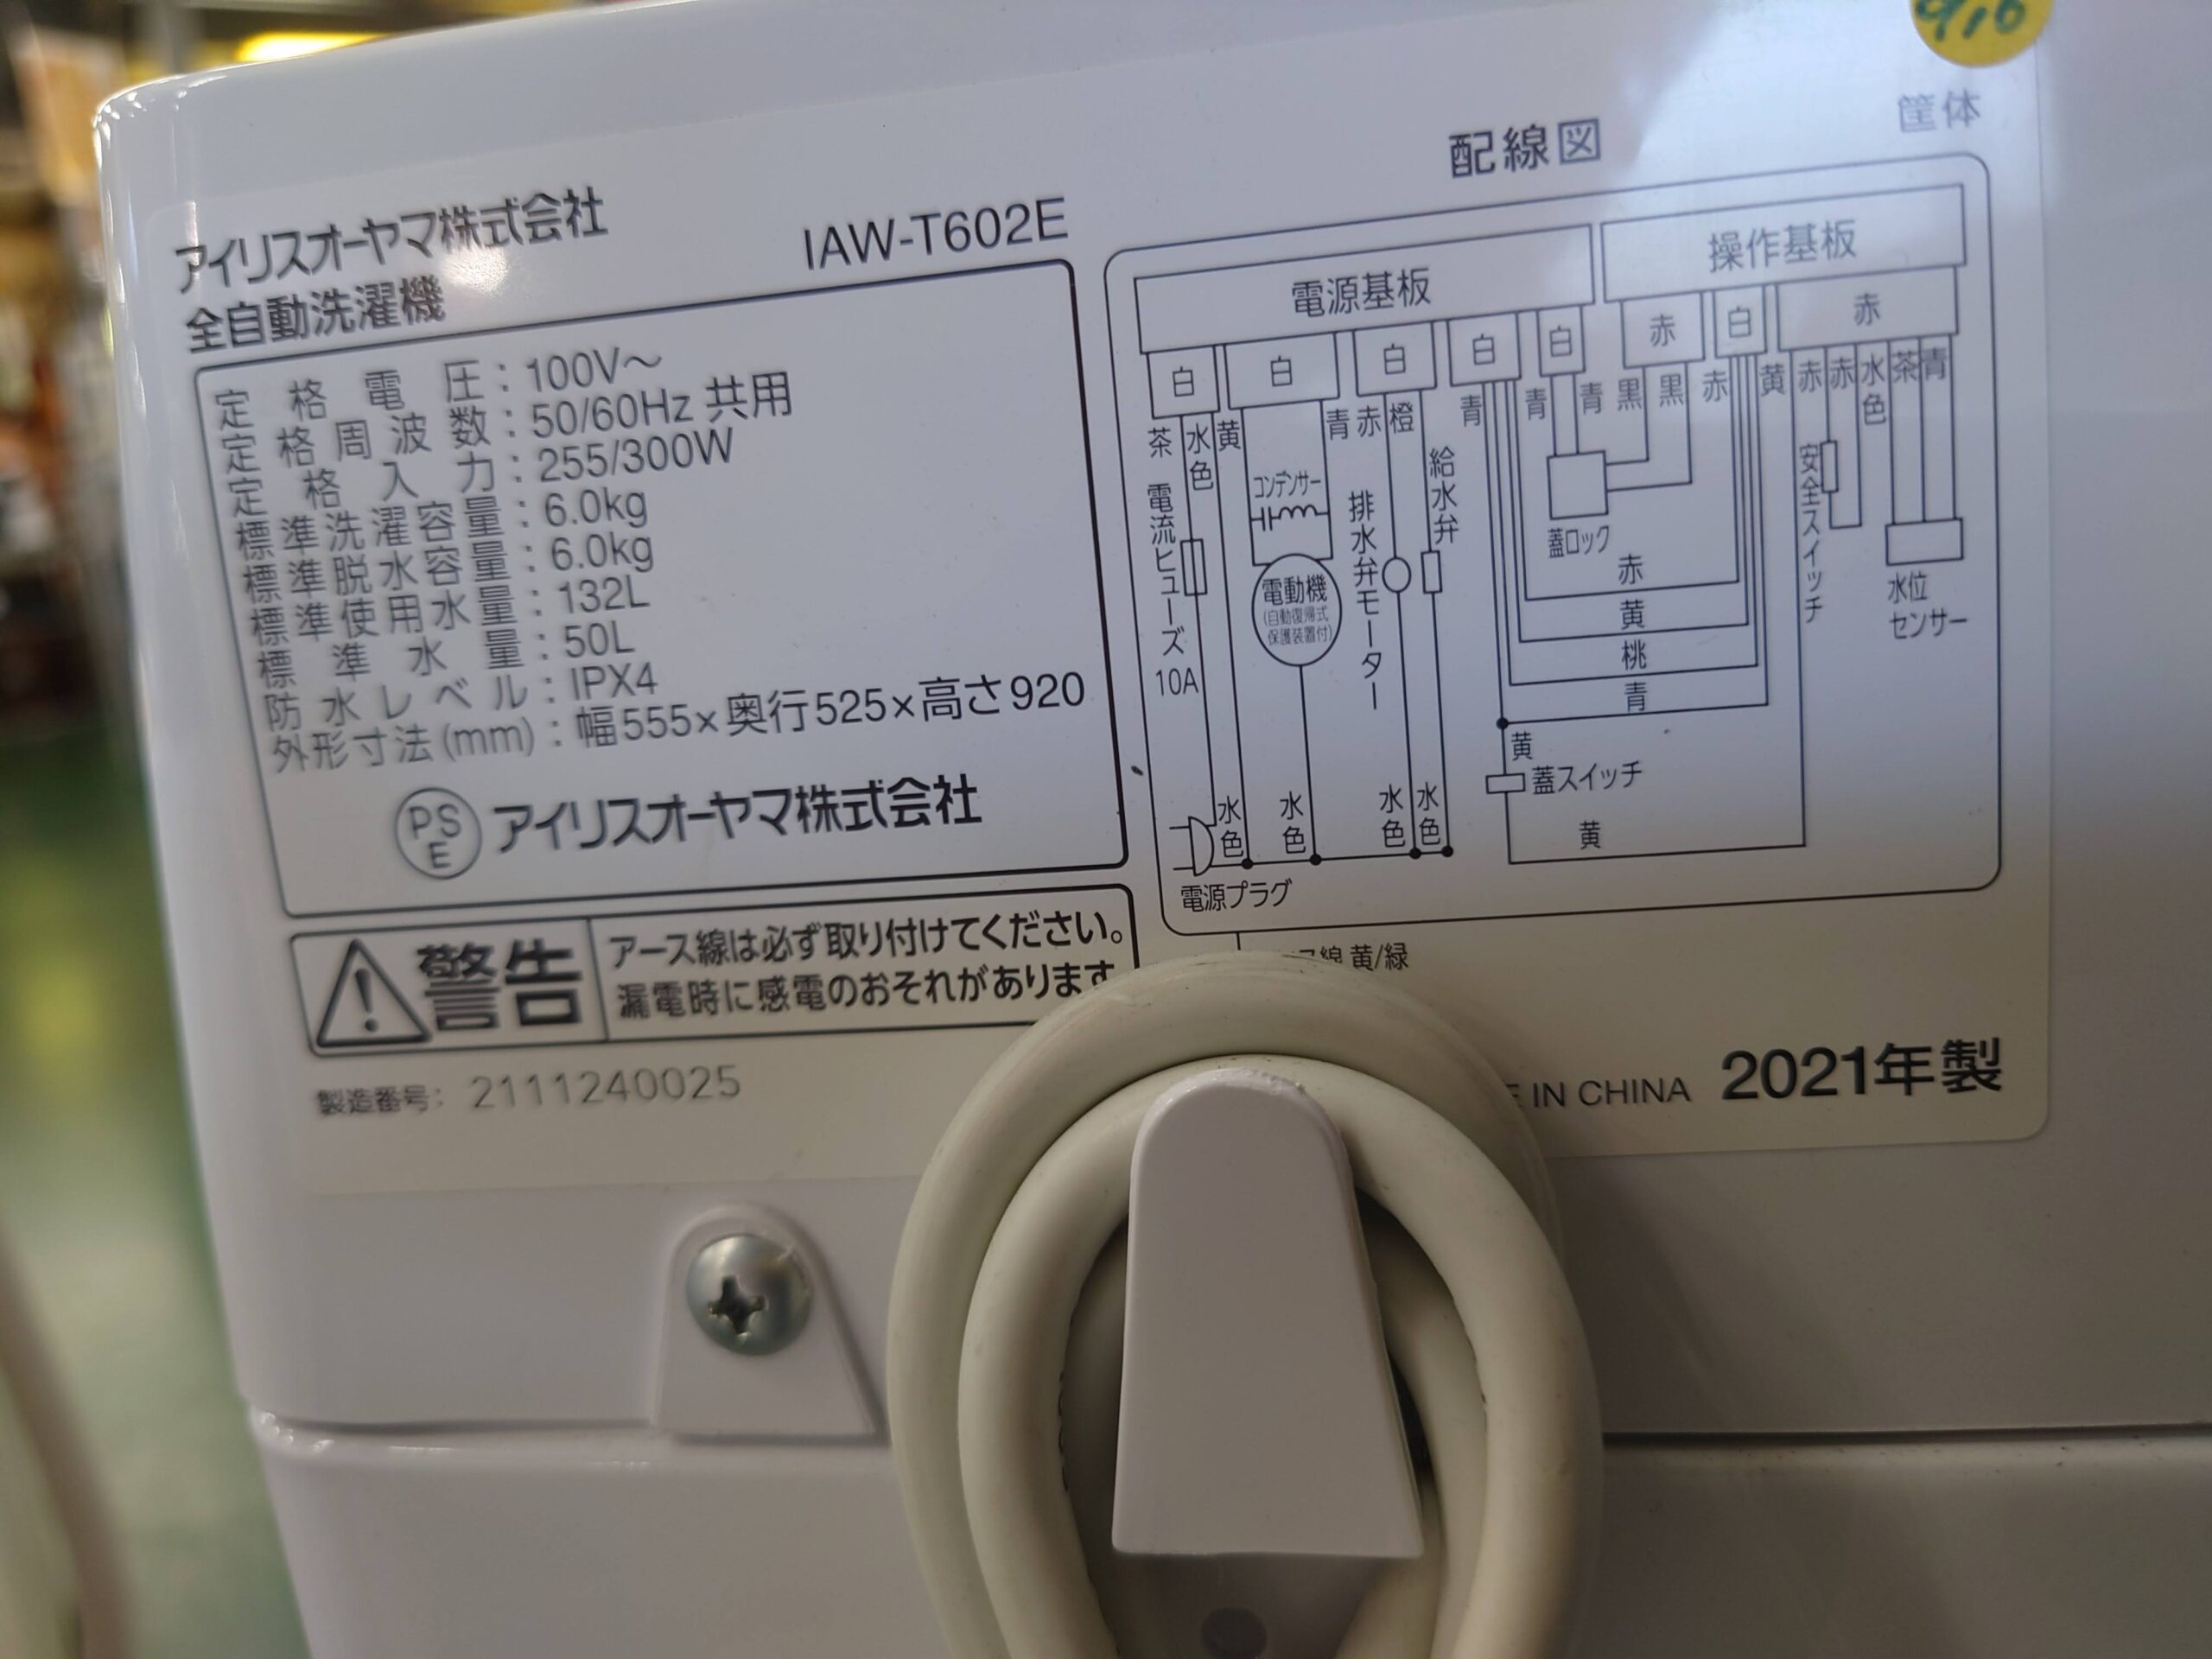 アイリスオーヤマ株式会社
全自動洗濯機
IAW-T602E
定格電圧：100V～
定格周波数：50/60Hz 共用
定格入力：255/300W
標準洗濯容量：6.0kg
標準脱水容量：6.0kg
標準使用水量：132L
標準水量：50L
防水レベル：IPX4
外形寸法(mm)：幅555×奥行525×高さ920
PS
E
アイリスオーヤマ株式会社
警告
アース線は必ず取り付けてください。
漏電時に感電のおそれがあります
製造番号: 2111240025
配線図
筐体
電源基板
操作基板
白 白 白 白 白 赤 白 赤
茶 水色 黄 青 赤 橙 青 青 青 黒 黒 赤 黄 赤 赤 水色 茶 青
電流ヒューズ
10A
コンデンサー
電動機
(自動復帰式
保護装置付)
排水弁モーター
給水弁
蓋ロック
安全スイッチ
水位
センサー
赤
黄
桃
青
黄
蓋スイッチ
黄
水色 水色 水色 水色
電源プラグ
線 黄/緑
IN CHINA
2021年製